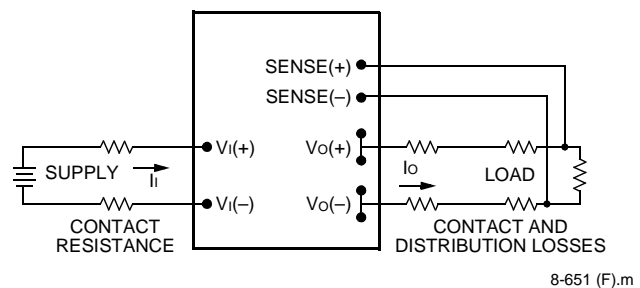 SENSE(+)
SENSE(–)
VI(+)
VO(+)
SUPPLY
II
IO
LOAD
VI(–)
VO(–)
CONTACT
RESISTANCE
CONTACT AND
DISTRIBUTION LOSSES
8-651 (F).m